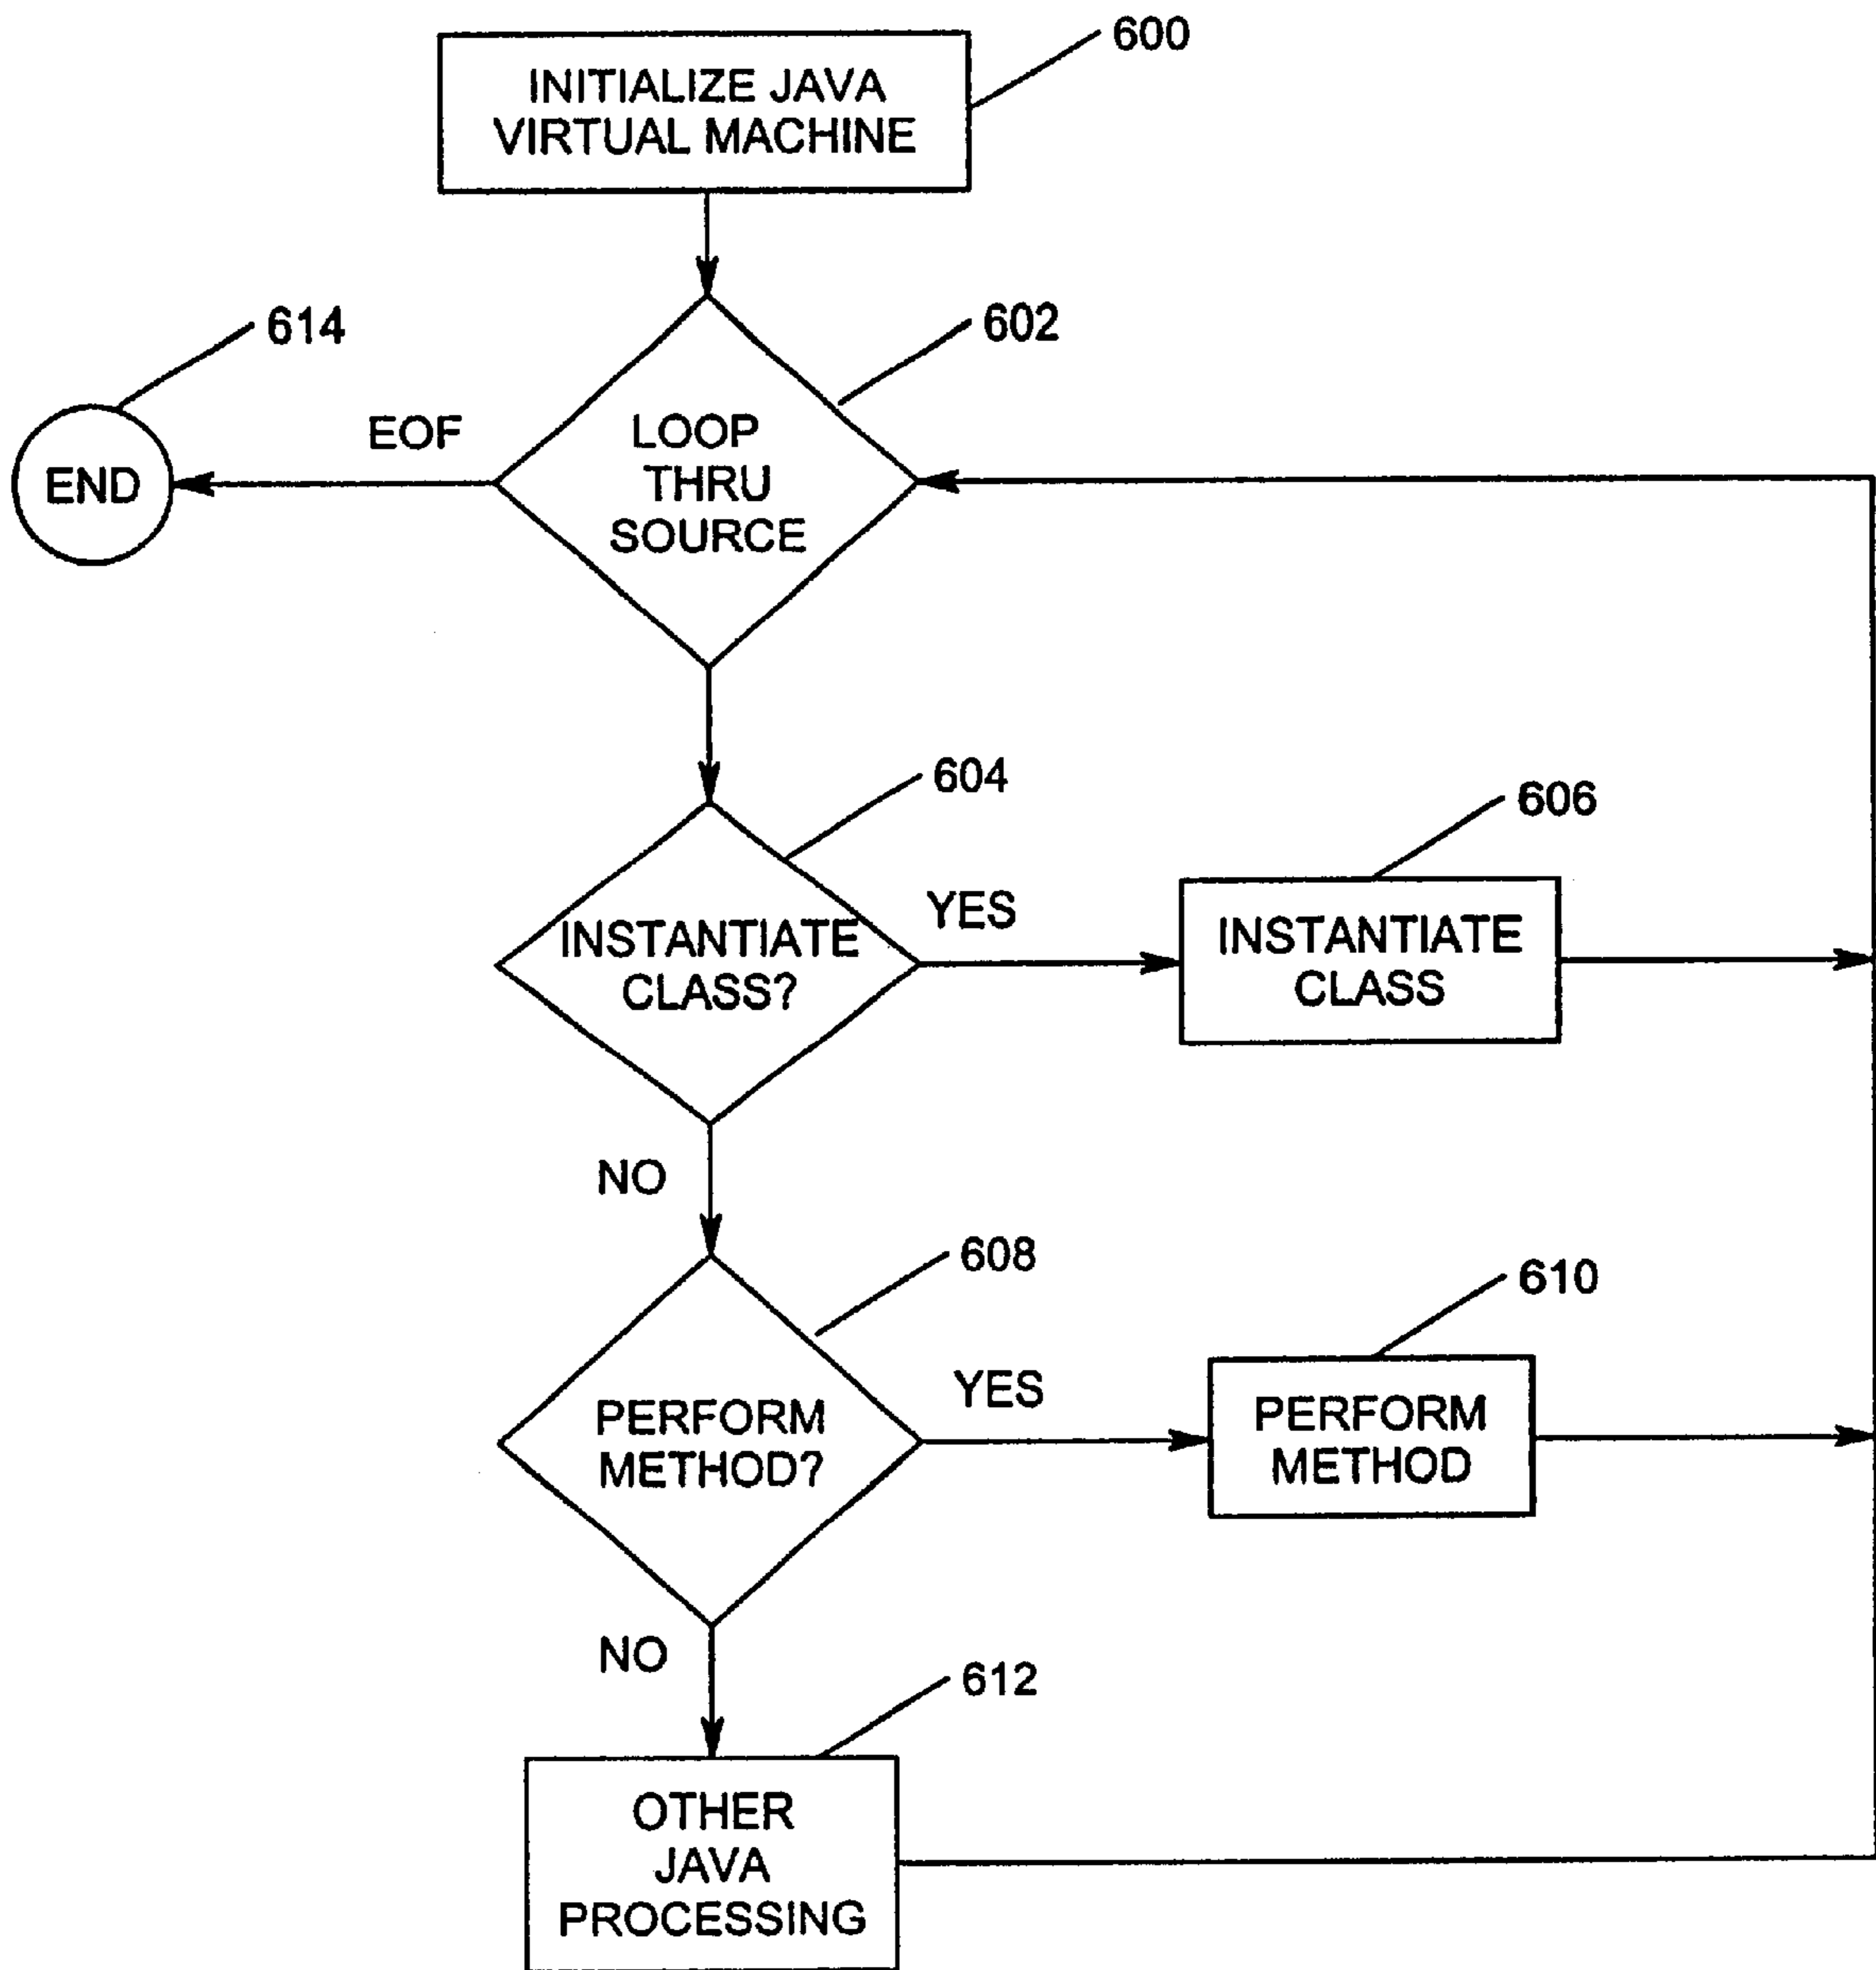 600
INITIALIZE JAVA
VIRTUAL MACHINE
614
602
EOF
END
LOOP
THRU
SOURCE
604
606
YES
INSTANTIATE
CLASS?
INSTANTIATE
CLASS
NO
608
610
YES
PERFORM
METHOD?
PERFORM
METHOD
NO
612
OTHER
JAVA
PROCESSING